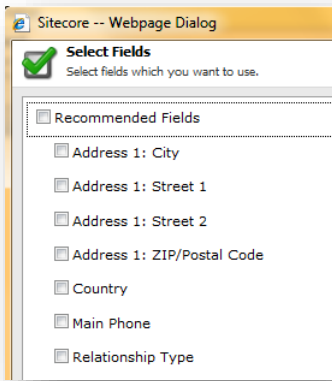 Sitecore -- Webpage Dialog
Select Fields
Select fields which you want to use.
Recommended Fields
Address 1: City
Address 1: Street 1
Address 1: Street 2
Address 1: ZIP/Postal Code
Country
Main Phone
Relationship Type